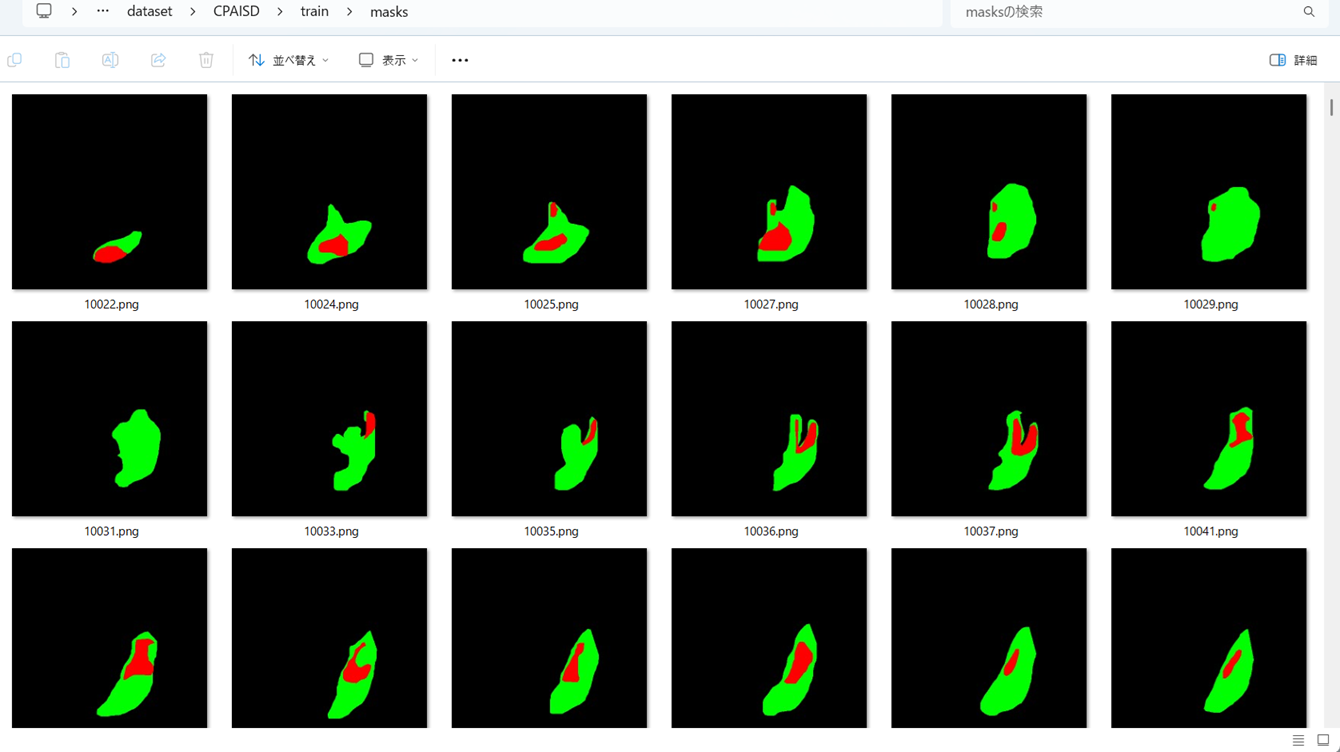 … dataset CPAISD train masks
masksの検索
並べ替え 表示 … 詳細
10022.png 10024.png 10025.png 10027.png 10028.png 10029.png
10031.png 10033.png 10035.png 10036.png 10037.png 10041.png